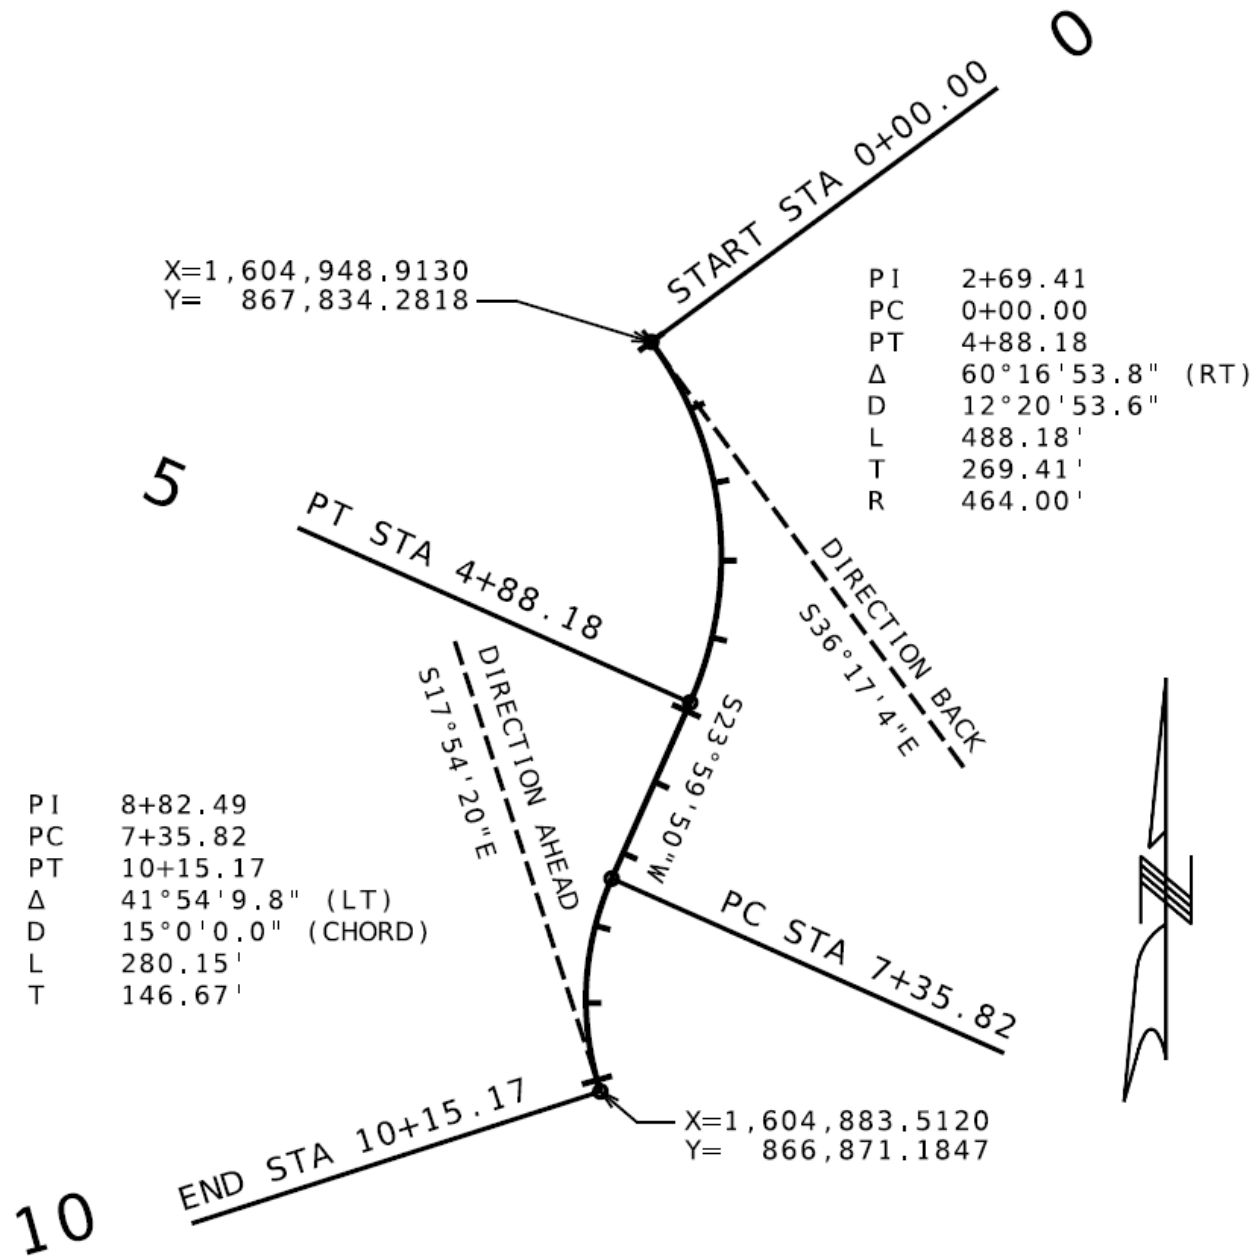 0
START STA 0+00.00
X=1,604,948.9130
Y= 867,834.2818
PI 2+69.41
PC 0+00.00
PT 4+88.18
Δ 60°16'53.8" (RT)
D 12°20'53.6"
L 488.18'
T 269.41'
R 464.00'
5
PT STA 4+88.18
DIRECTION BACK
S36°17'4"E
DIRECTION AHEAD
S17°54'20"E
S23°59'50"W
PI 8+82.49
PC 7+35.82
PT 10+15.17
Δ 41°54'9.8" (LT)
D 15°0'0.0" (CHORD)
L 280.15'
T 146.67'
PC STA 7+35.82
N
X=1,604,883.5120
Y= 866,871.1847
END STA 10+15.17
10